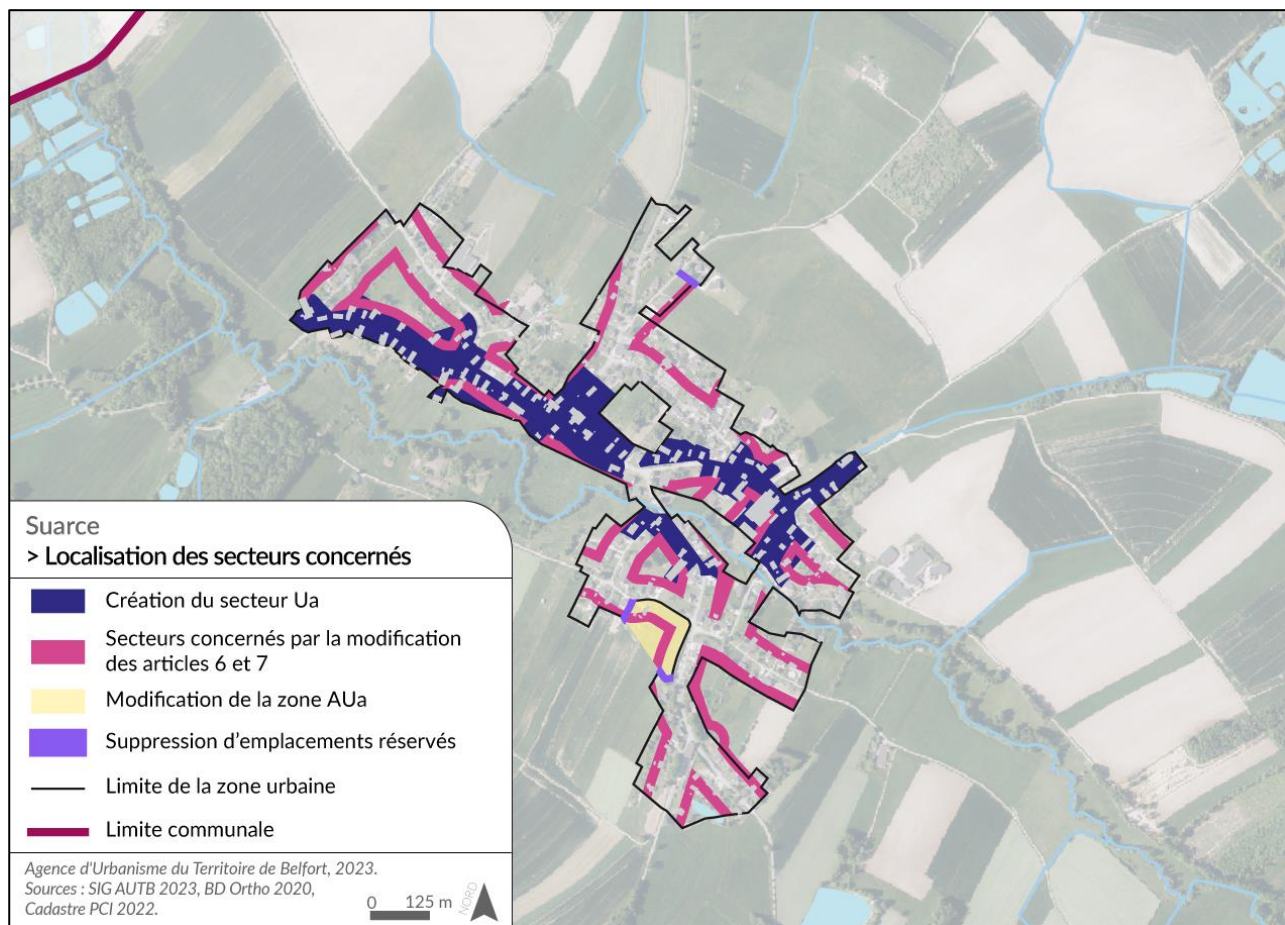 Suarce
> Localisation des secteurs concernés
Création du secteur Ua
Secteurs concernés par la modification
des articles 6 et 7
Modification de la zone AUa
Suppression d'emplacements réservés
Limite de la zone urbaine
Limite communale
Agence d'Urbanisme du Territoire de Belfort, 2023.
Sources : SIG AUTB 2023, BD Ortho 2020,
Cadastre PCI 2022.
0 125 m
NORD